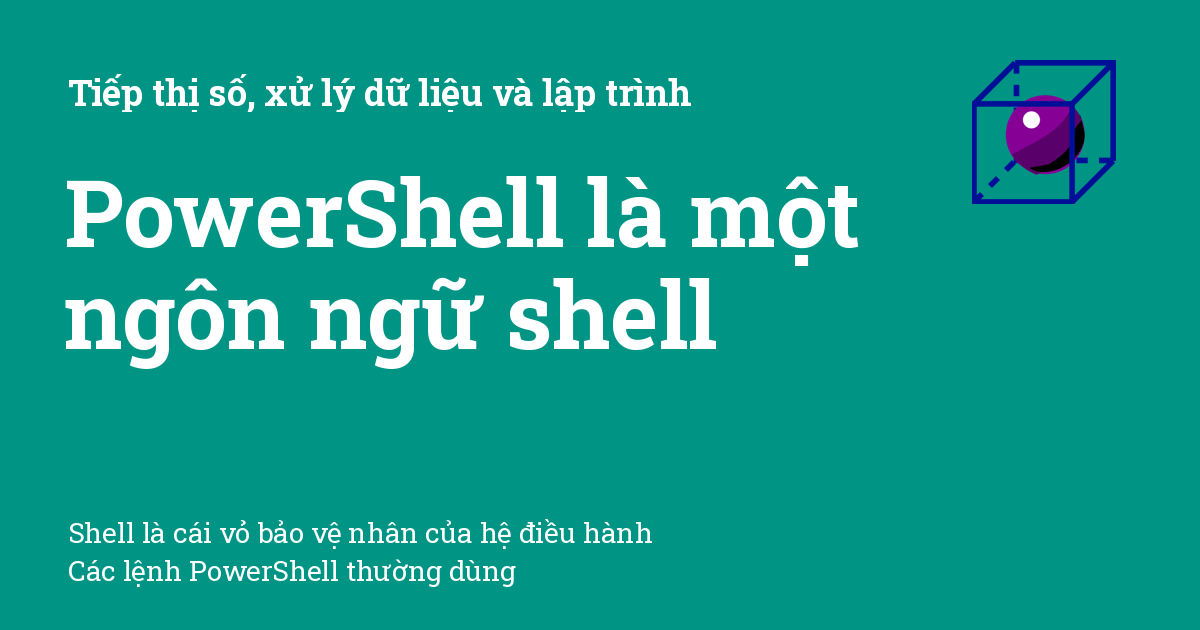 Tiếp thị số, xử lý dữ liệu và lập trình
PowerShell là một
ngôn ngữ shell
Shell là cái vỏ bảo vệ nhân của hệ điều hành
Các lệnh PowerShell thường dùng